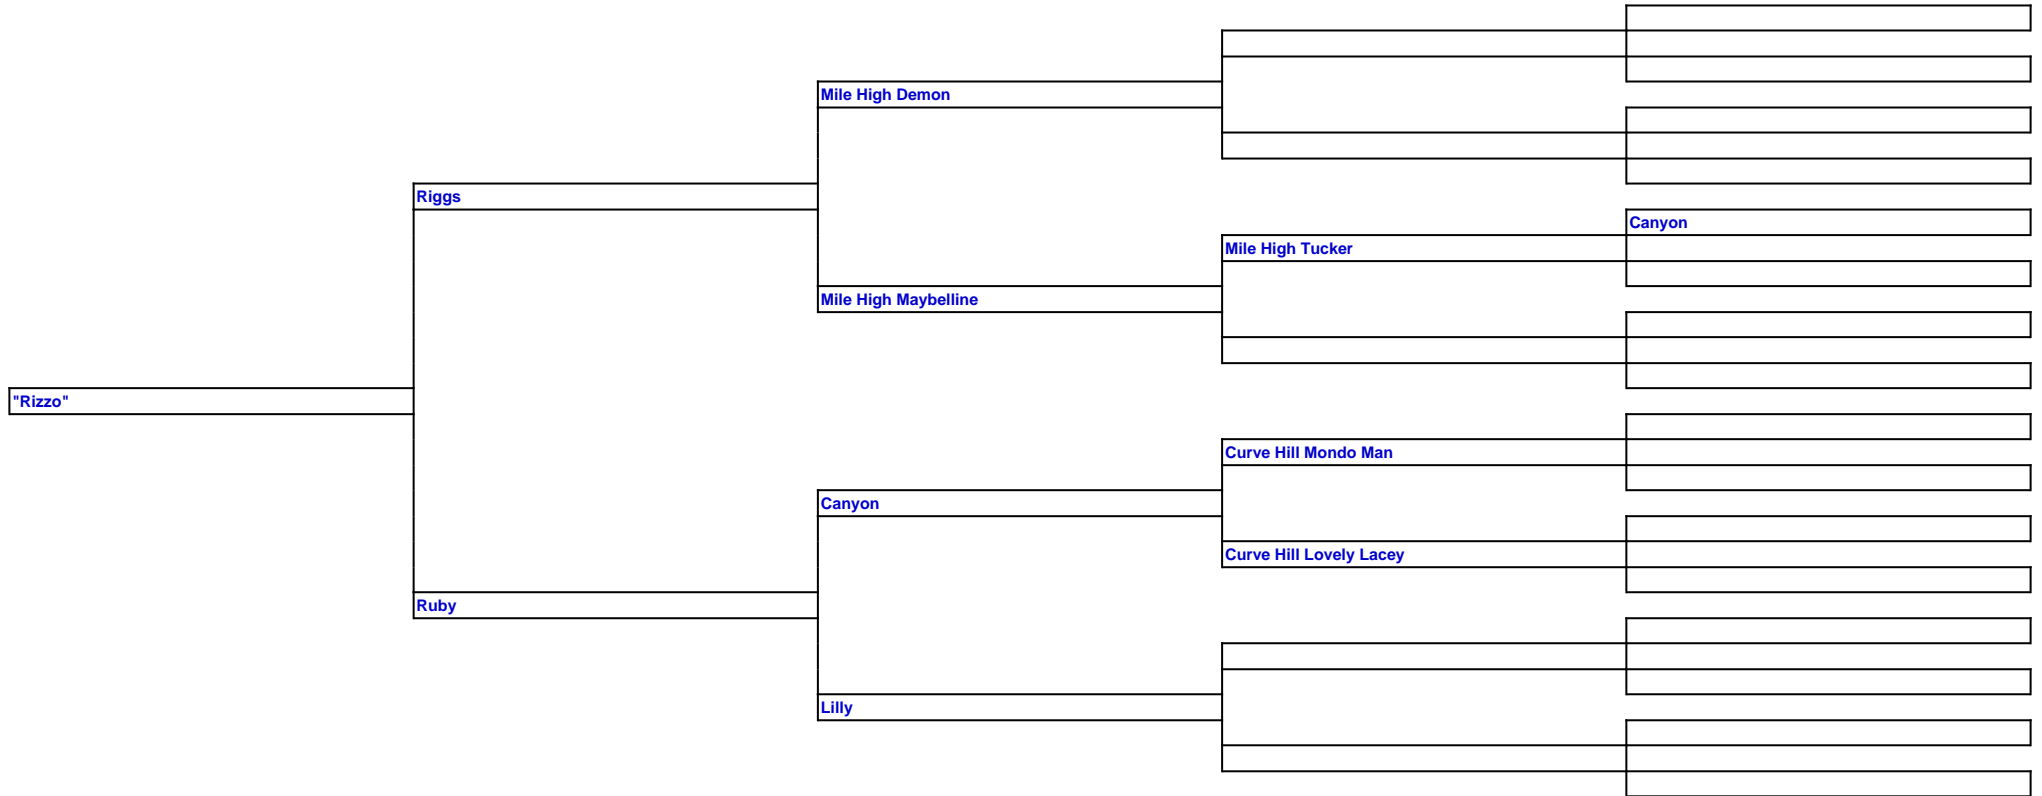 Mile High Demon
Riggs
Canyon
Mile High Tucker
Mile High Maybelline
"Rizzo"
Curve Hill Mondo Man
Canyon
Curve Hill Lovely Lacey
Ruby
Lilly